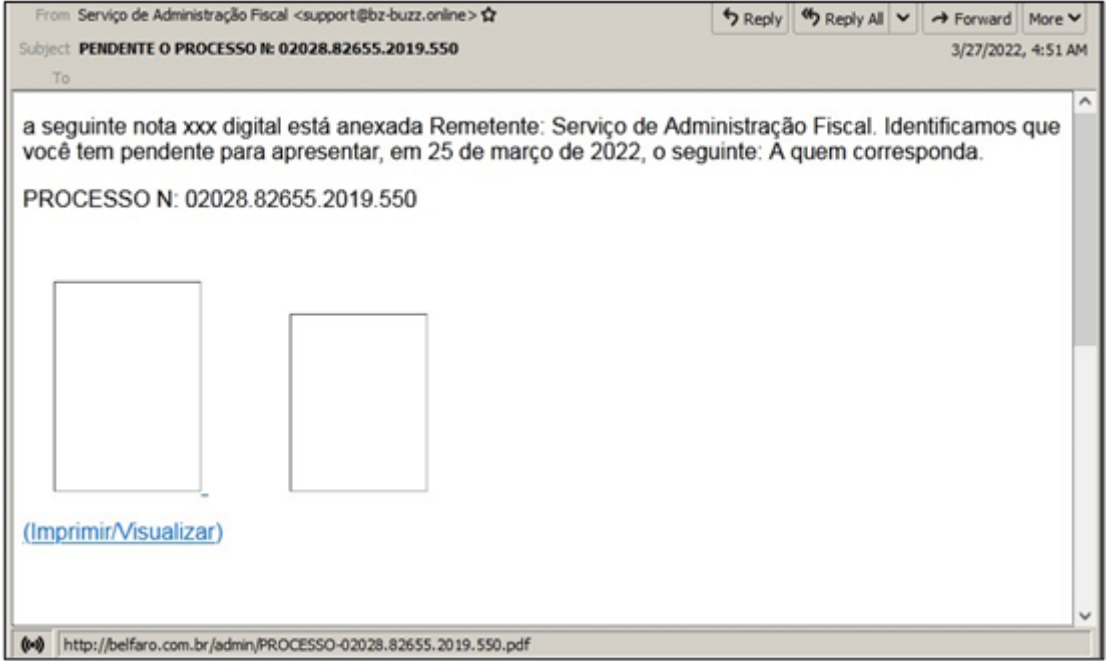 From Serviço de Administração Fiscal <support@bz-buzz.online>
Reply Reply All Forward More
Subject PENDENTE O PROCESSO №: 02028.82655.2019.550
3/27/2022, 4:51 AM
To
a seguinte nota xxx digital está anexada Remetente: Serviço de Administração Fiscal. Identificamos que
você tem pendente para apresentar, em 25 de março de 2022, o seguinte: A quem corresponda.
PROCESSO N: 02028.82655.2019.550
(Imprimir/Visualizar)
http://belfaro.com.br/admin/PROCESSO-02028.82655.2019.550.pdf